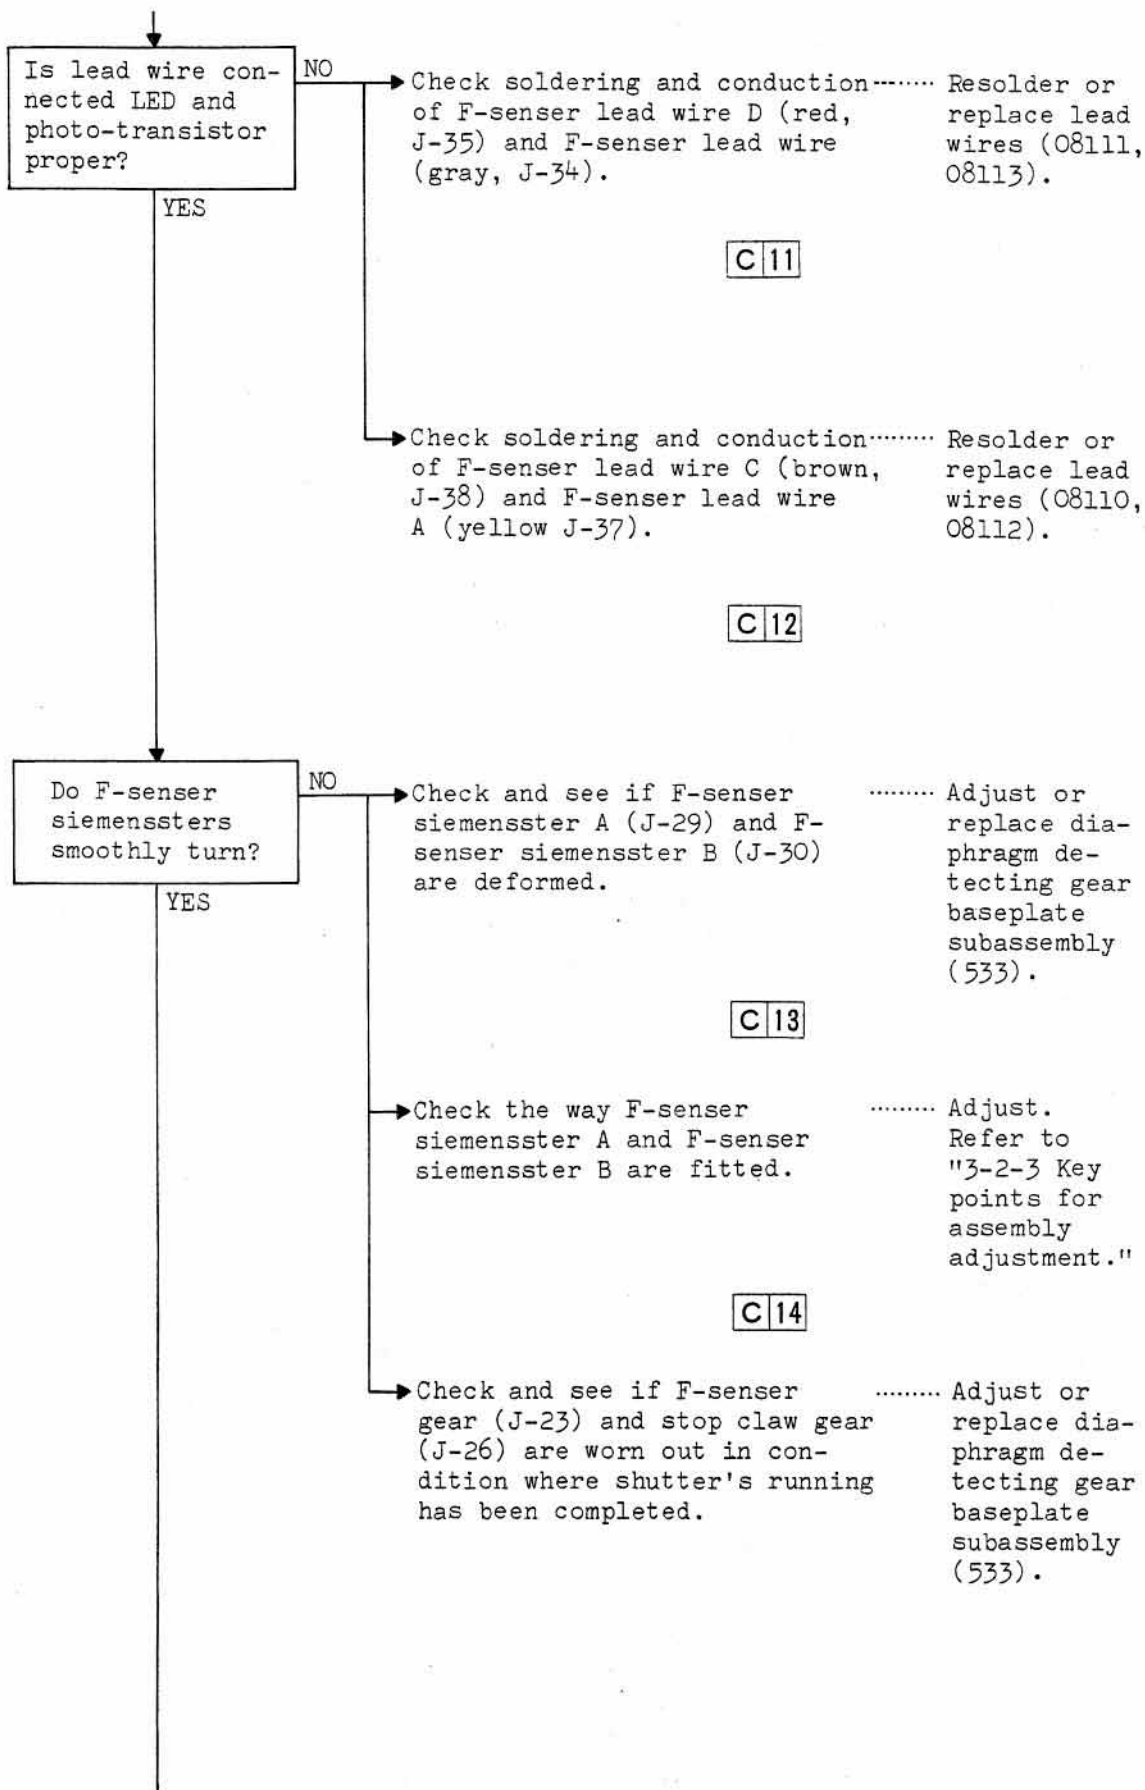 Is lead wire con-
nected LED and
photo-transistor
proper?
NO
Check soldering and conduction ········ Resolder or
of F-senser lead wire D (red, replace lead
J-35) and F-senser lead wire wires (08111,
(gray, J-34). 08113).
YES
C 11
Check soldering and conduction ········· Resolder or
of F-senser lead wire C (brown, replace lead
J-38) and F-senser lead wire wires (08110,
A (yellow J-37). 08112).
C 12
Do F-senser
siemenssters
smoothly turn?
NO
Check and see if F-senser ········· Adjust or
siemensster A (J-29) and F- replace dia-
senser siemensster B (J-30) phragm de-
are deformed. tecting gear
YES
baseplate
subassembly
(533).
C 13
Check the way F-senser ········· Adjust.
siemensster A and F-senser Refer to
siemensster B are fitted. "3-2-3 Key
points for
assembly
adjustment."
C 14
Check and see if F-senser ········· Adjust or
gear (J-23) and stop claw gear replace dia-
(J-26) are worn out in con- phragm de-
dition where shutter's running tecting gear
has been completed. baseplate
subassembly
(533).